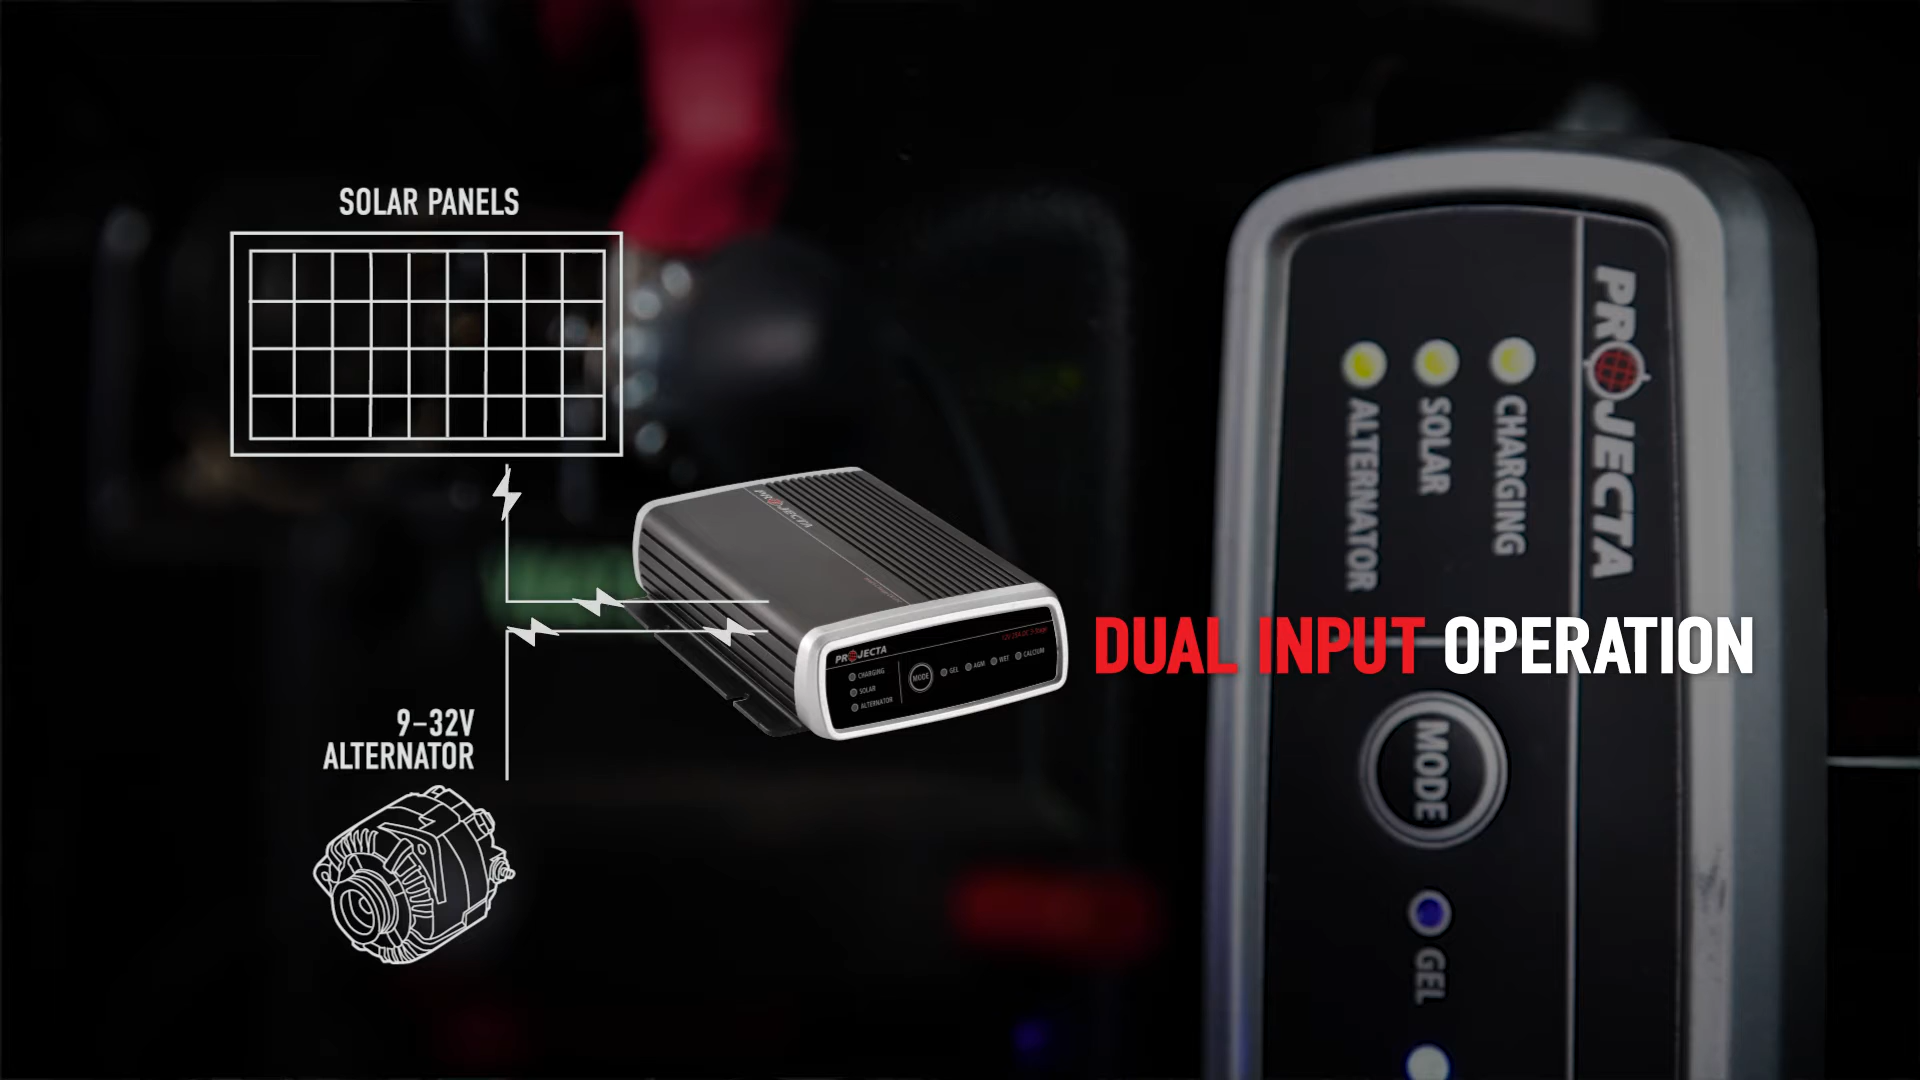 SOLAR PANELS
9-32V
ALTERNATOR
PROJECTA
PROJECTA
CHARGING
SOLAR
ALTERNATOR
MODE
GEL
AGM
WET
CALCIUM
DUAL INPUT OPERATION
PROJECTA
CHARGING
SOLAR
ALTERNATOR
MODE
GEL